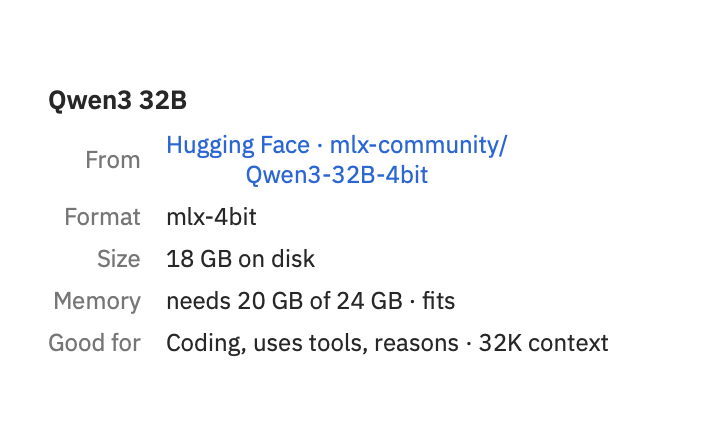 Qwen3 32B
From Hugging Face · mlx-community/
Qwen3-32B-4bit
Format mlx-4bit
Size 18 GB on disk
Memory needs 20 GB of 24 GB · fits
Good for Coding, uses tools, reasons · 32K context